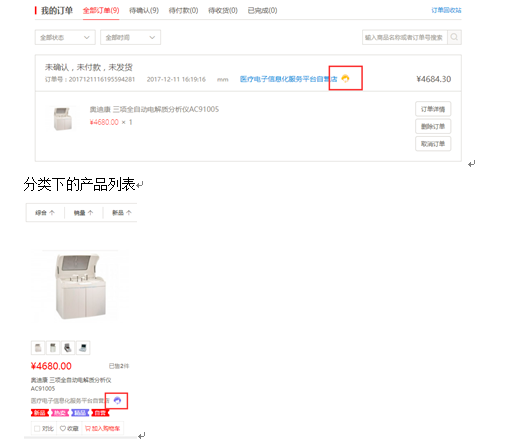 我的订单 全部订单(9) 待确认(9) 待付款(0) 待收货(0) 已完成(0) 订单回收站
全部状态 全部时间 输入商品名称或者订单号搜索
未确认，未付款，未发货
订单号：2017121116195594281 2017-12-11 16:19:16 mm 医疗电子信息化服务平台自营店 ¥4684.30
奥迪康 三项全自动电解质分析仪AC9100S
¥4680.00 × 1
订单详情
删除订单
取消订单
分类下的产品列表
综合 销量 新品
¥4680.00 已售2件
奥迪康 三项全自动电解质分析仪
AC9100S
医疗电子信息化服务平台自营店
新品 热卖 精品 自营
对比 收藏 加入购物车